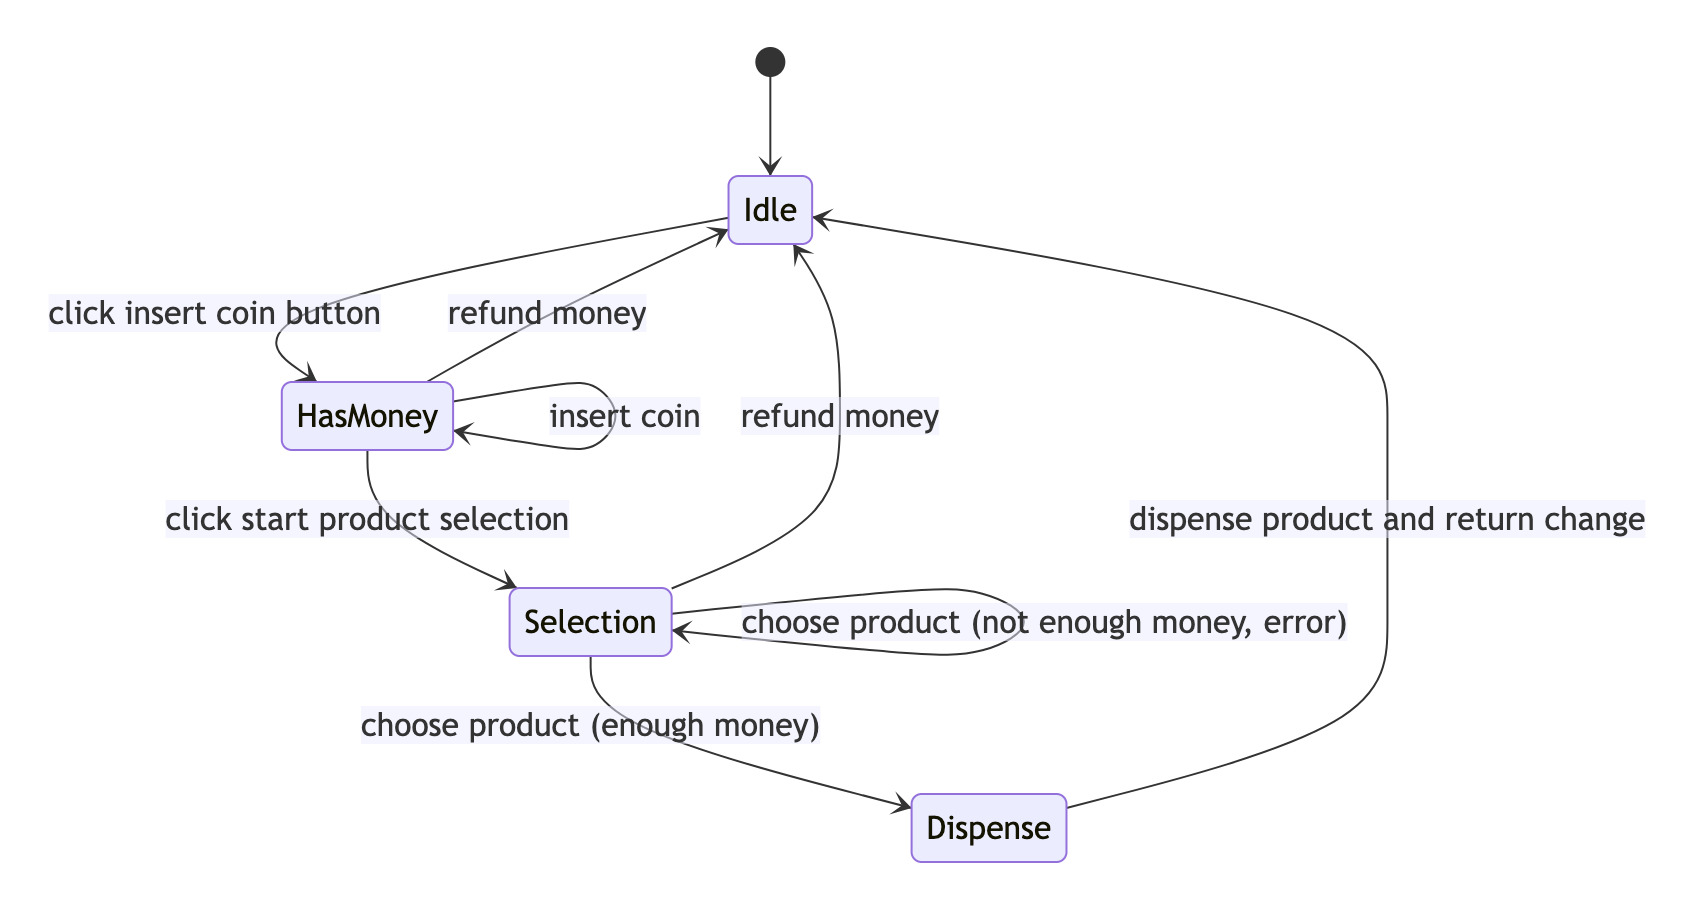 Idle
click insert coin button
refund money
HasMoney
insert coin
refund money
click start product selection
dispense product and return change
Selection
choose product (not enough money, error)
choose product (enough money)
Dispense